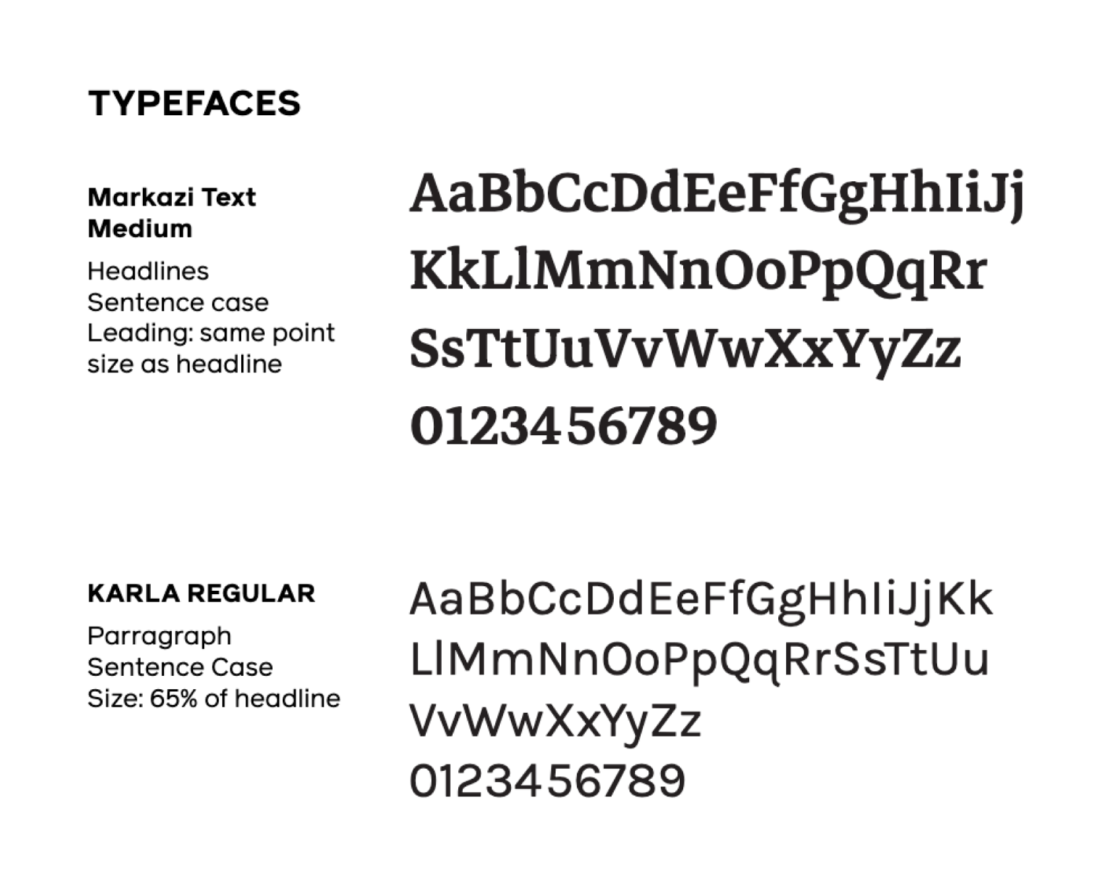 TYPEFACES
Markazi Text
Medium
Headlines
Sentence case
Leading: same point
size as headline
AaBbCcDdEeFfGgHhIiJj
KkLlMmNnOoPpQqRr
SsTtUuVvWwXxYyZz
0123456789
KARLA REGULAR
Parragraph
Sentence Case
Size: 65% of headline
AaBbCcDdEeFfGgHhIiJjKk
LlMmNnOoPpQqRrSsTtUu
VvWwXxYyZz
0123456789